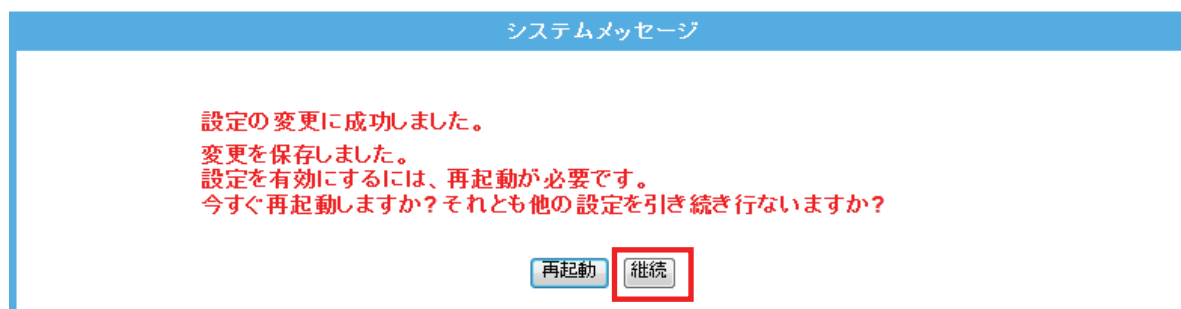 システムメッセージ
設定の変更に成功しました。
変更を保存しました。
設定を有効にするには、再起動が必要です。
今すぐ再起動しますか?それとも他の設定を引き続き行ないますか?
再起動 継続